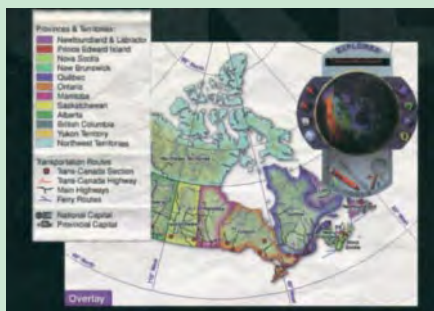 Provinces & Territories
Newfoundland & Labrador
Prince Edward Island
Nova Scotia
New Brunswick
Québec
Ontario
Manitoba
Saskatchewan
Alberta
British Columbia
Yukon Territory
Northwest Territories
Transportation Routes
Trans-Canada Section
Trans-Canada Highway
Main Highways
Ferry Routes
National Capital
Provincial Capital
EXPLORER
Overlay